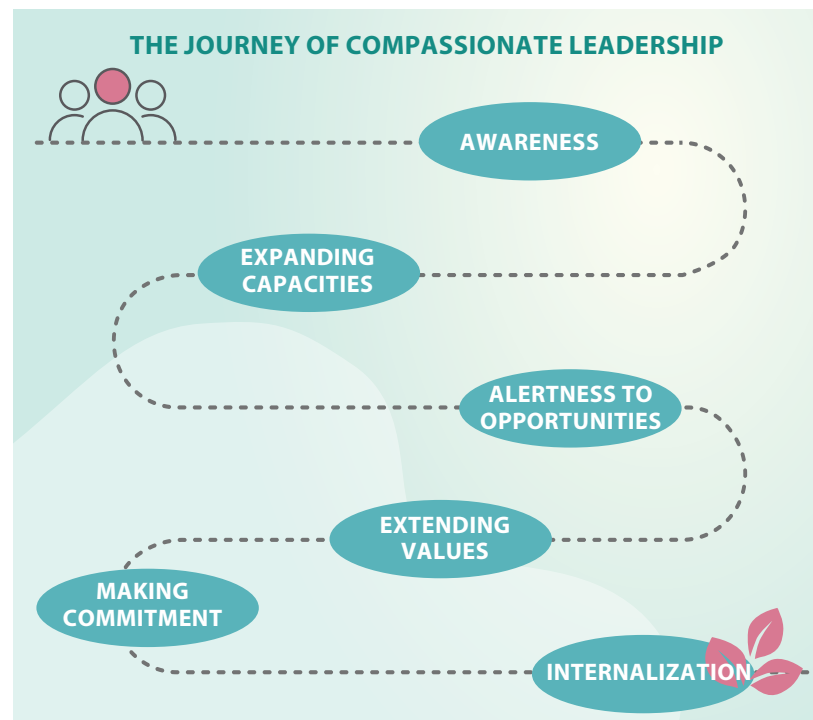 THE JOURNEY OF COMPASSIONATE LEADERSHIP
AWARENESS
EXPANDING
CAPACITIES
ALERTNESS TO
OPPORTUNITIES
EXTENDING
VALUES
MAKING
COMMITMENT
INTERNALIZATION